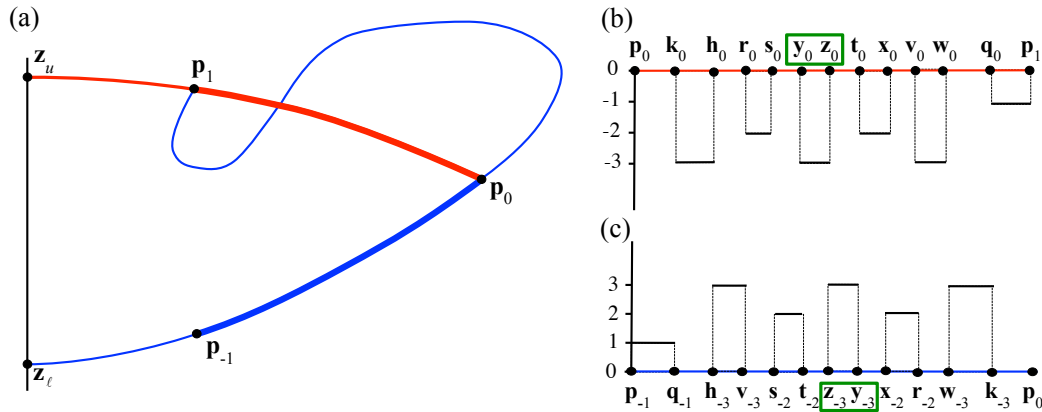 (a)
z_u
p_1
p_0
p_-1
z_ℓ
(b)
p_0 k_0 h_0 r_0 s_0 y_0 z_0 t_0 x_0 v_0 w_0 q_0 p_1
0
-1
-2
-3
(c)
3
2
1
0
p_-1 q_-1 h_-3 v_-3 s_-2 t_-2 z_-3 y_-3 x_-2 r_-2 w_-3 k_-3 p_0